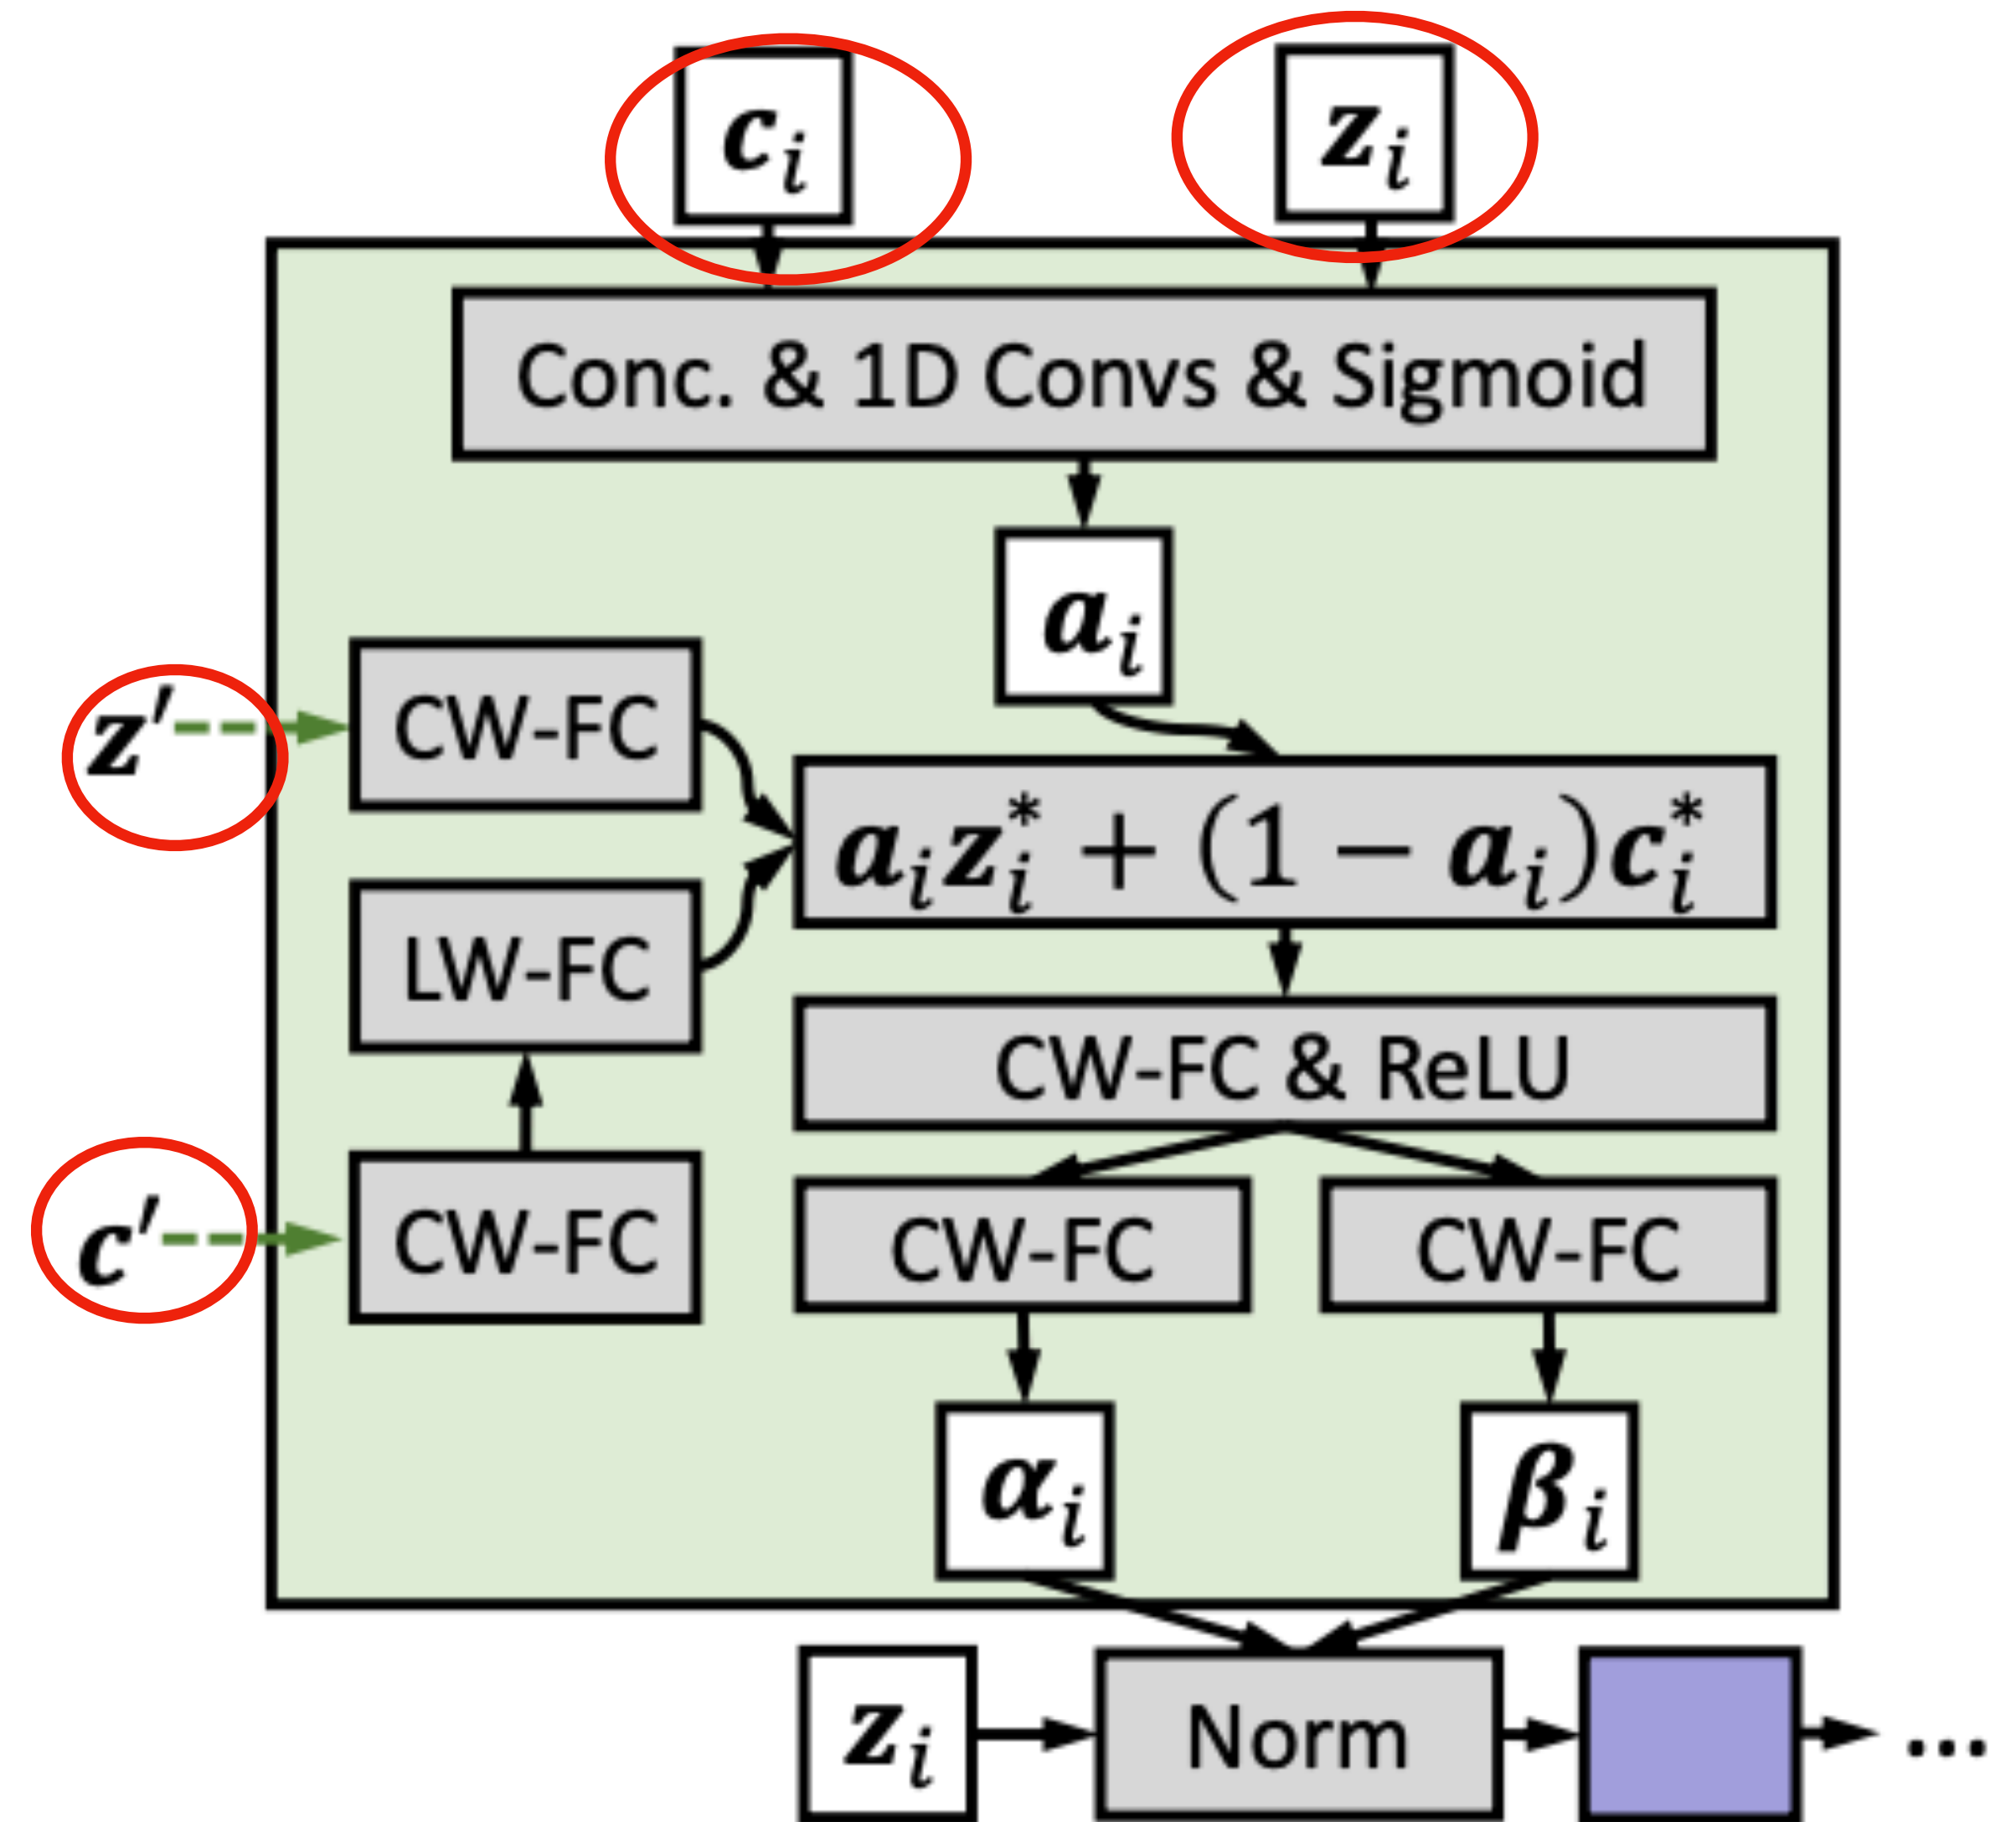 c_i
z_i
Conc. & 1D Convs & Sigmoid
a_i
z′
CW-FC
a_i z_i^* + (1 − a_i)c_i^*
LW-FC
CW-FC & ReLU
c′
CW-FC
CW-FC
CW-FC
α_i
β_i
z_i
Norm
...